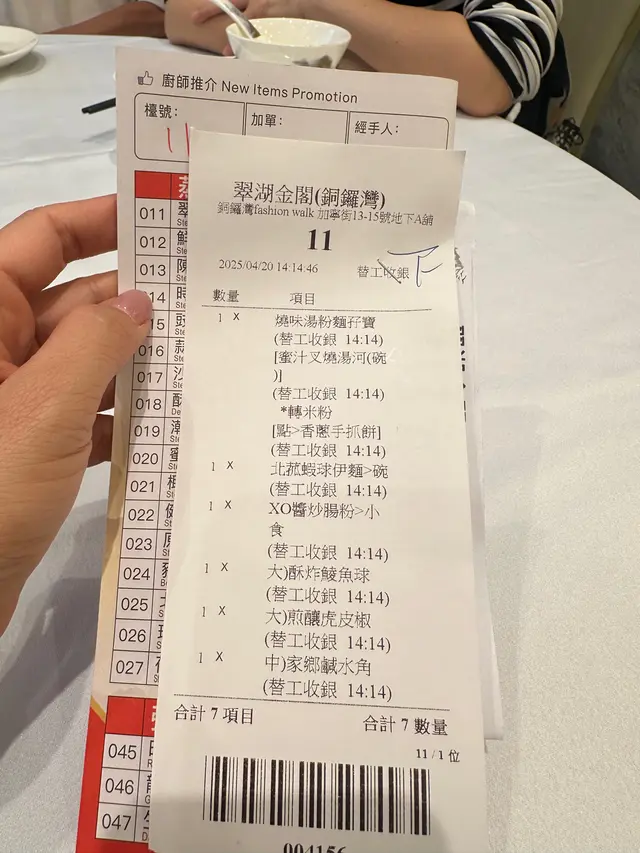 廚師推介 New Items Promotion
檯號:
加單:
經手人:
11
翠湖金閣(銅鑼灣)
銅鑼灣fashion walk 加寧街13-15號地下A舖
11
2025/04/20 14:14:46 替工收銀 下
數量 項目
1 X 燒味湯粉麵孖寶
(替工收銀 14:14)
[蜜汁叉燒湯河(碗
)]
(替工收銀 14:14)
*轉米粉
[點>香蔥手抓餅]
(替工收銀 14:14)
1 X 北菰蝦球伊麵>碗
(替工收銀 14:14)
1 X XO醬炒腸粉>小
食
(替工收銀 14:14)
1 X 大)酥炸鯪魚球
(替工收銀 14:14)
1 X 大)煎釀虎皮椒
(替工收銀 14:14)
1 X 中)家鄉鹹水角
(替工收銀 14:14)
合計 7 項目 合計 7 數量
11 / 1 位
004156
011
012
013
14
15
016
017
018
019
020
021
022
023
024
025
026
027
045
046
047